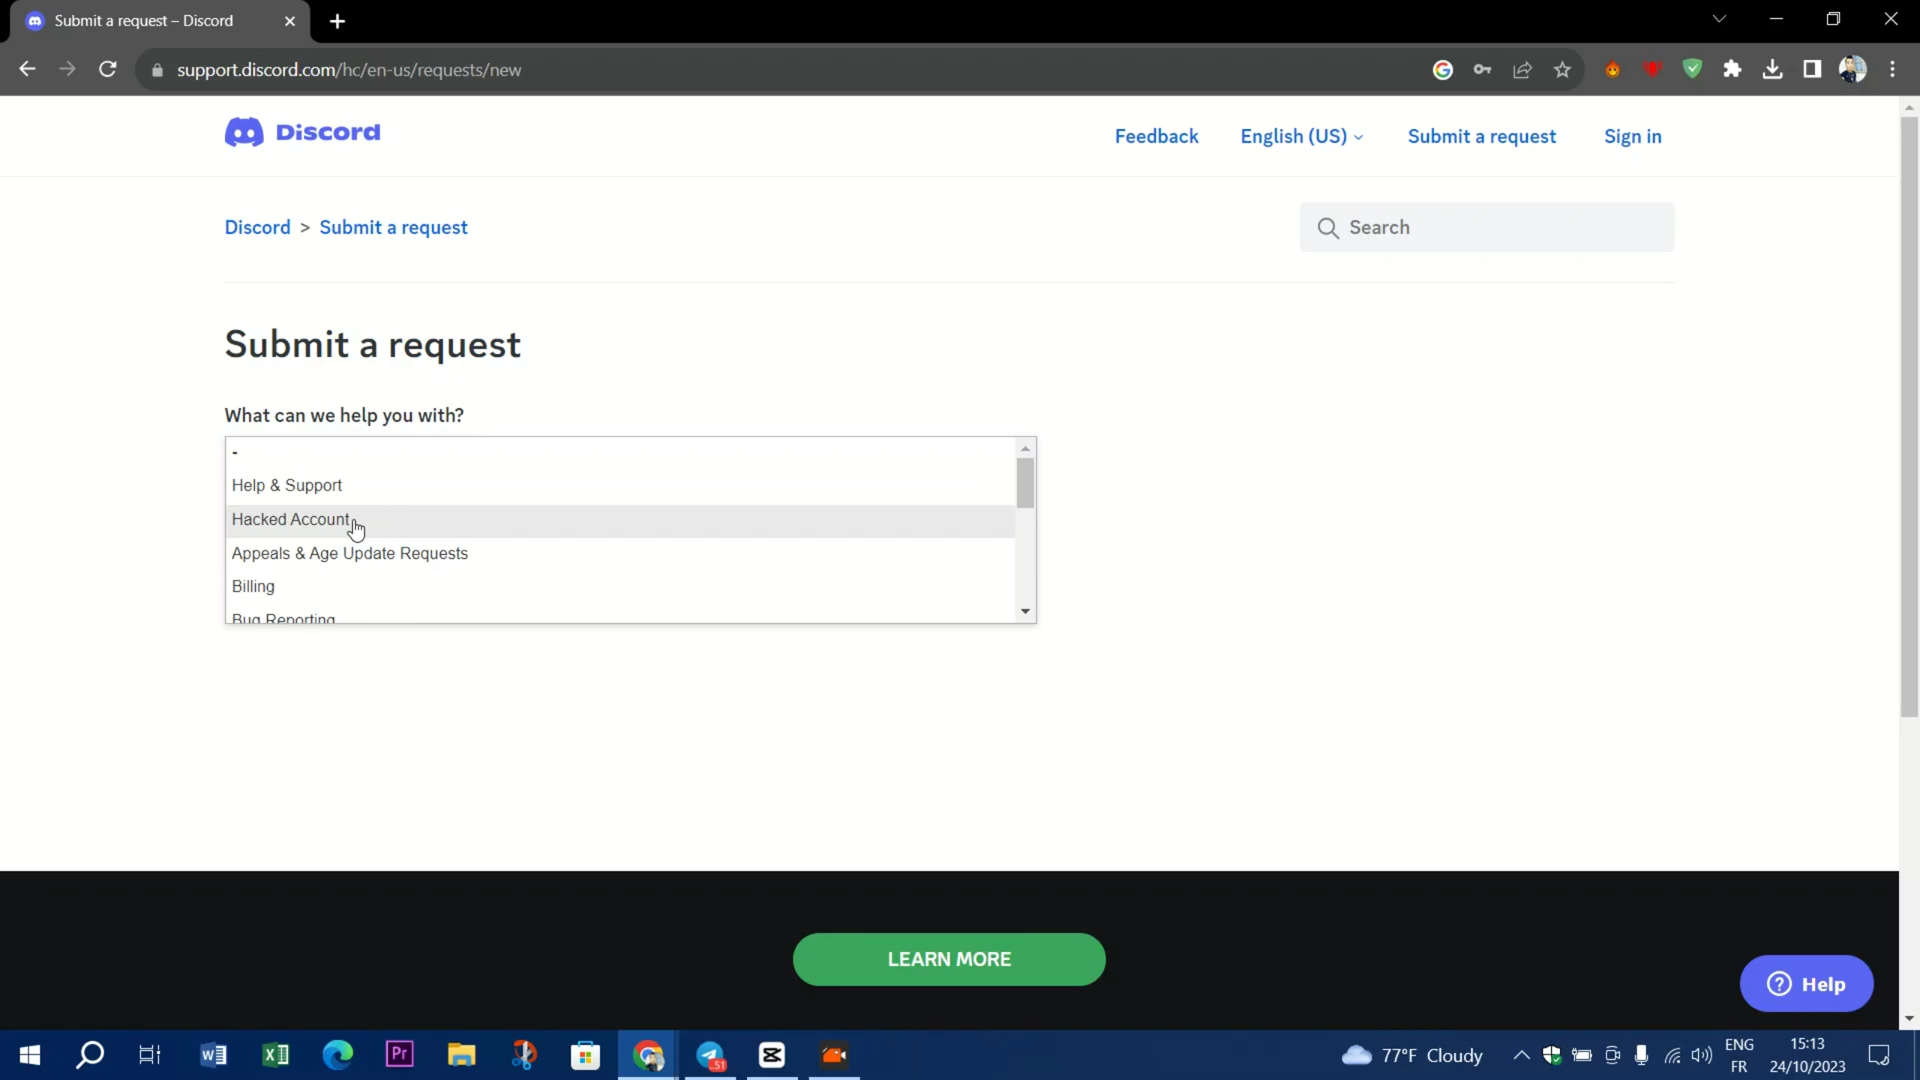 Submit a request – Discord
support.discord.com/hc/en-us/requests/new
Discord
Feedback
English (US)
Submit a request
Sign in
Discord > Submit a request
Search
Submit a request
What can we help you with?
-
Help & Support
Hacked Account
Appeals & Age Update Requests
Billing
Bug Reporting
LEARN MORE
Help
W
X
Pr
51
77°F Cloudy
ENG
FR
15:13
24/10/2023